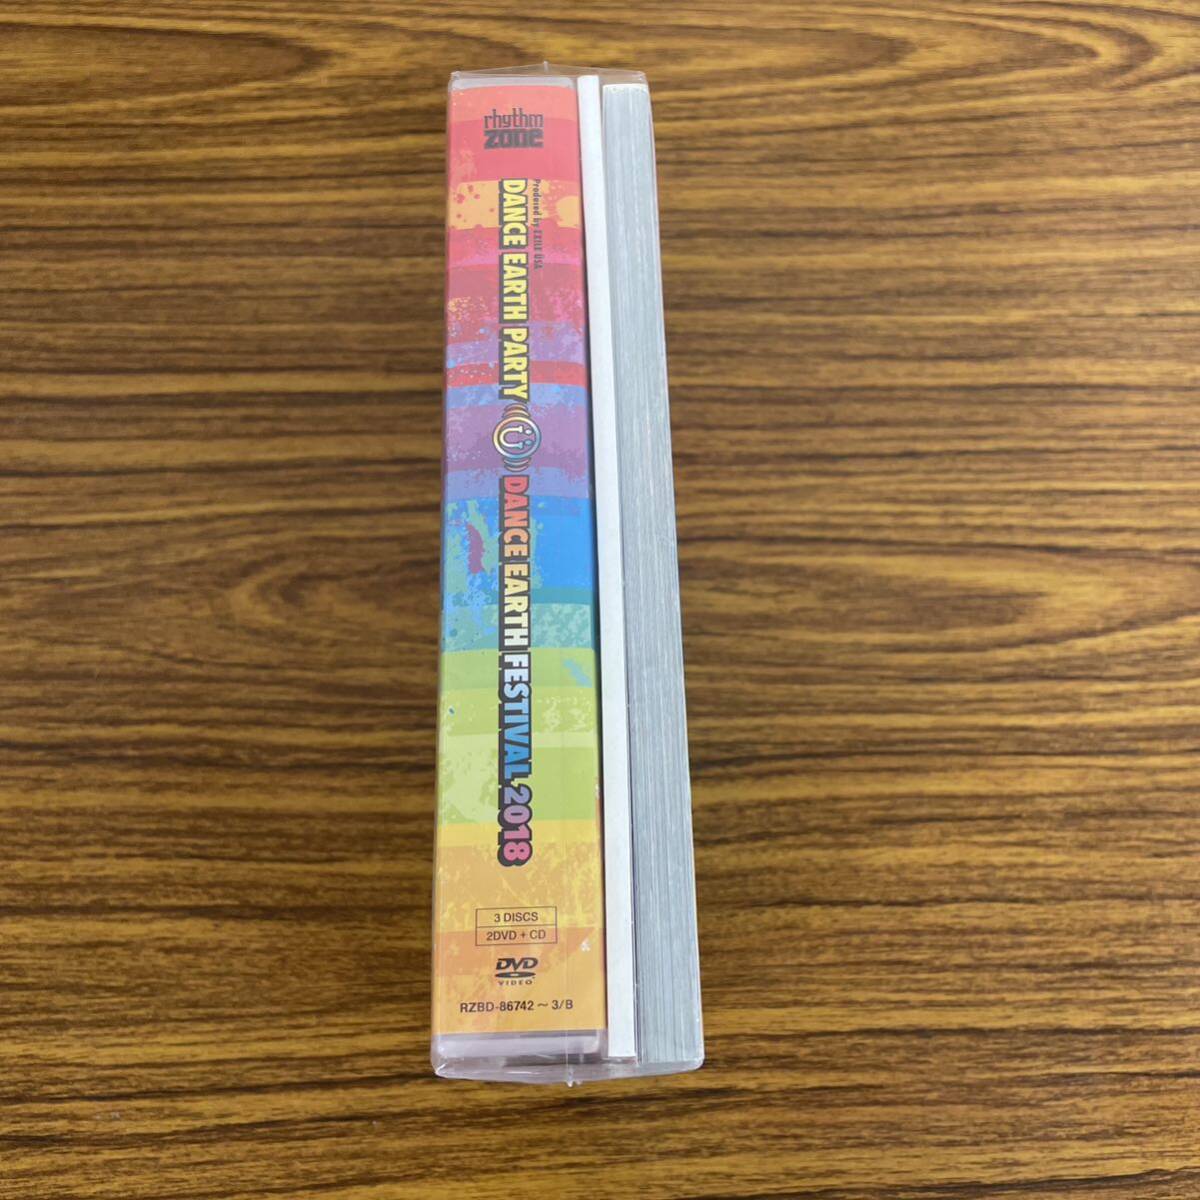 rhythm
zone
Produced by EXILE ÜSA
DANCE EARTH PARTY
DANCE EARTH FESTIVAL 2018
3 DISCS
2DVD + CD
DVD
VIDEO
RZBD-86742 ~ 3/B